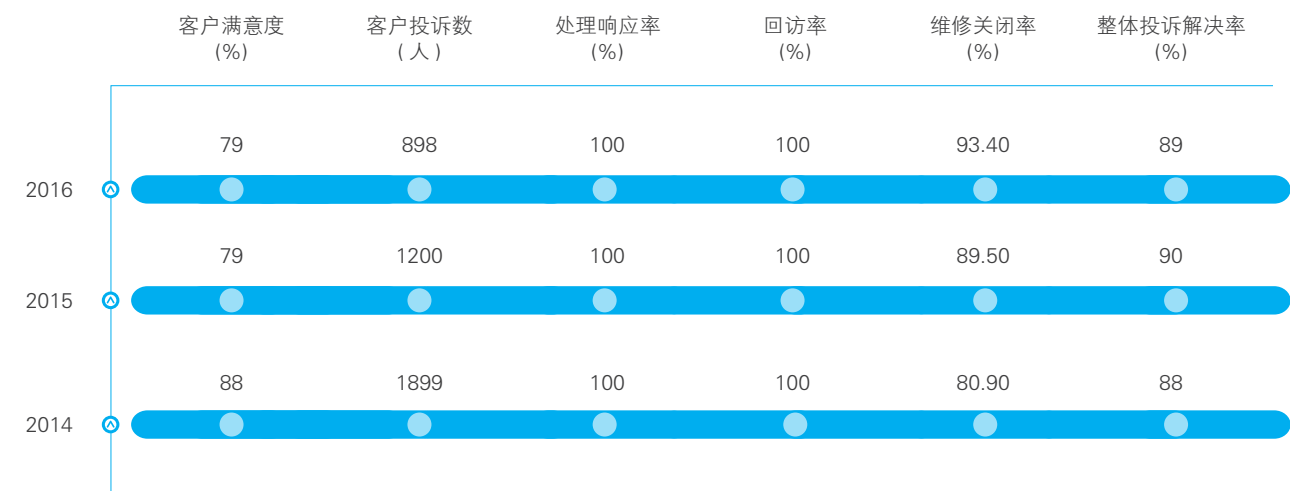 客户满意度 客户投诉数 处理响应率 回访率 维修关闭率 整体投诉解决率
(%) ( 人 ) (%) (%) (%) (%)
79 898 100 100 93.40 89
2016
79 1200 100 100 89.50 90
2015
88 1899 100 100 80.90 88
2014